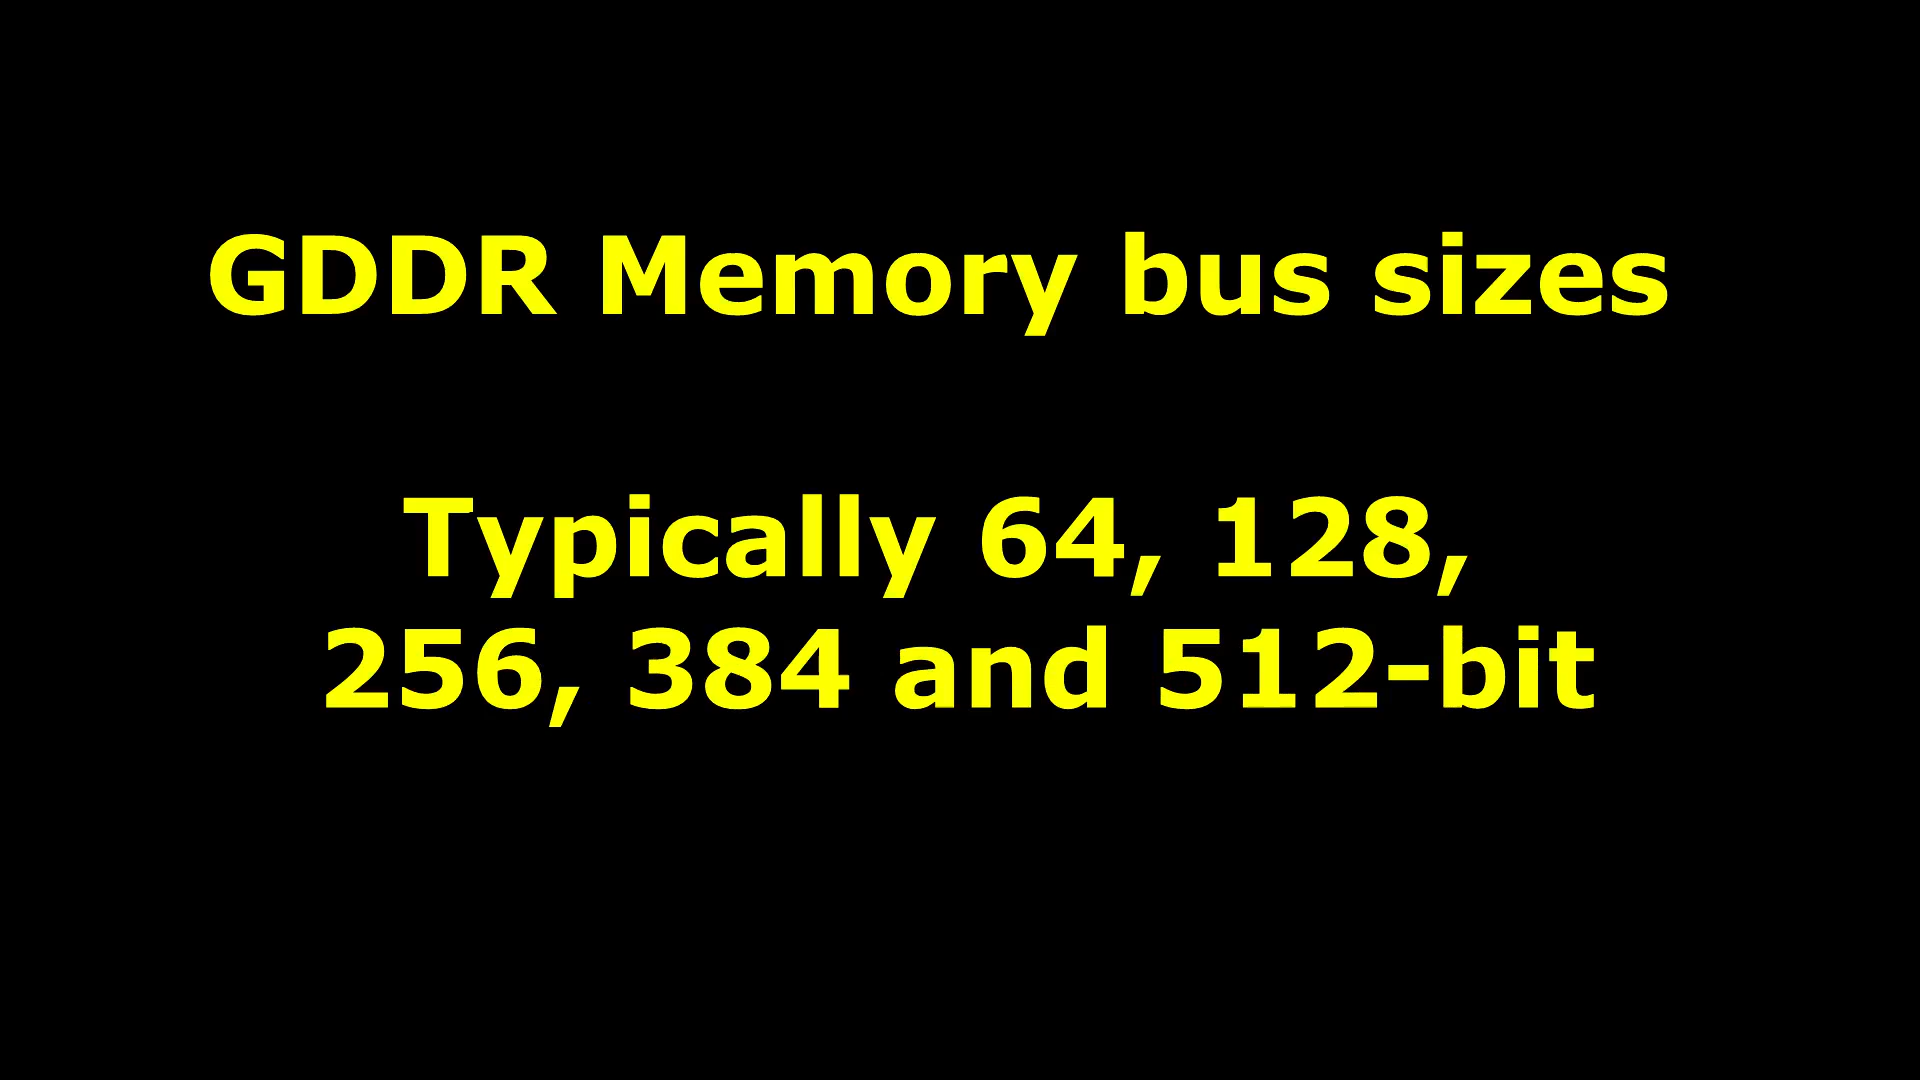 GDDR Memory bus sizes
Typically 64, 128,
256, 384 and 512-bit